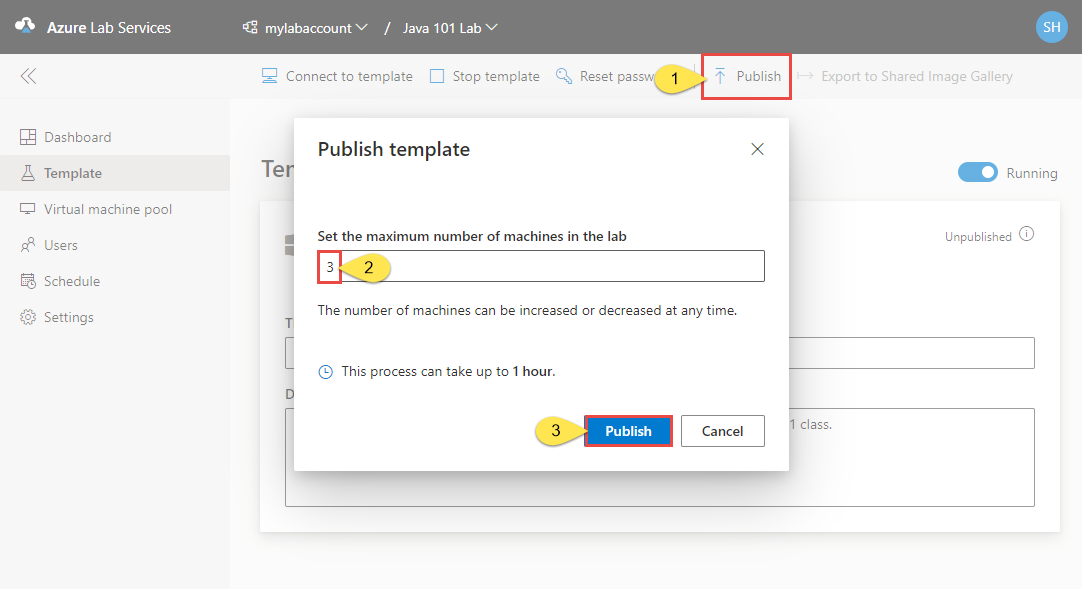 Azure Lab Services mylabaccount / Java 101 Lab SH
Connect to template Stop template Reset passw 1 Publish Export to Shared Image Gallery
Dashboard
Template
Virtual machine pool
Users
Schedule
Settings
Running
Unpublished
Publish template
Set the maximum number of machines in the lab
3 2
The number of machines can be increased or decreased at any time.
This process can take up to 1 hour.
3 Publish Cancel
1 class.